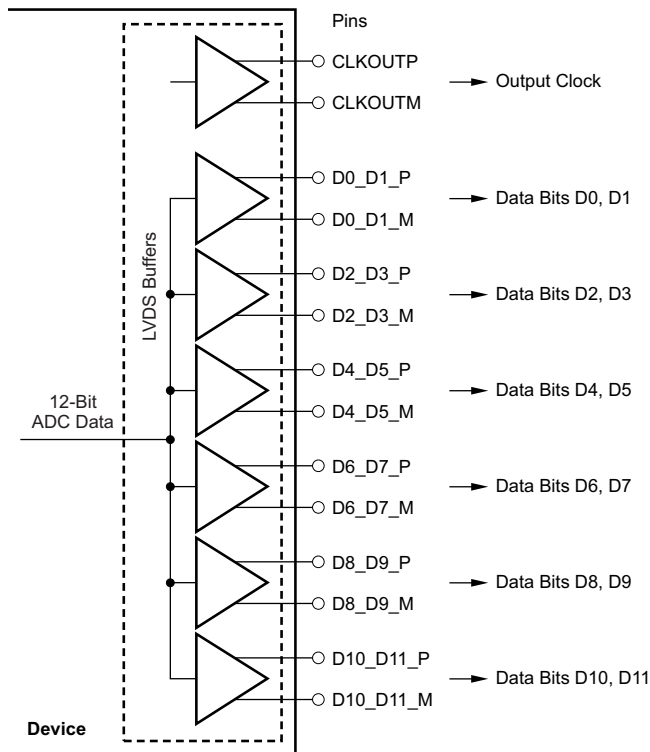 Pins
CLKOUTP
CLKOUTM
Output Clock
D0_D1_P
D0_D1_M
Data Bits D0, D1
LVDS Buffers
D2_D3_P
D2_D3_M
Data Bits D2, D3
D4_D5_P
D4_D5_M
Data Bits D4, D5
12-Bit
ADC Data
D6_D7_P
D6_D7_M
Data Bits D6, D7
D8_D9_P
D8_D9_M
Data Bits D8, D9
D10_D11_P
D10_D11_M
Data Bits D10, D11
Device